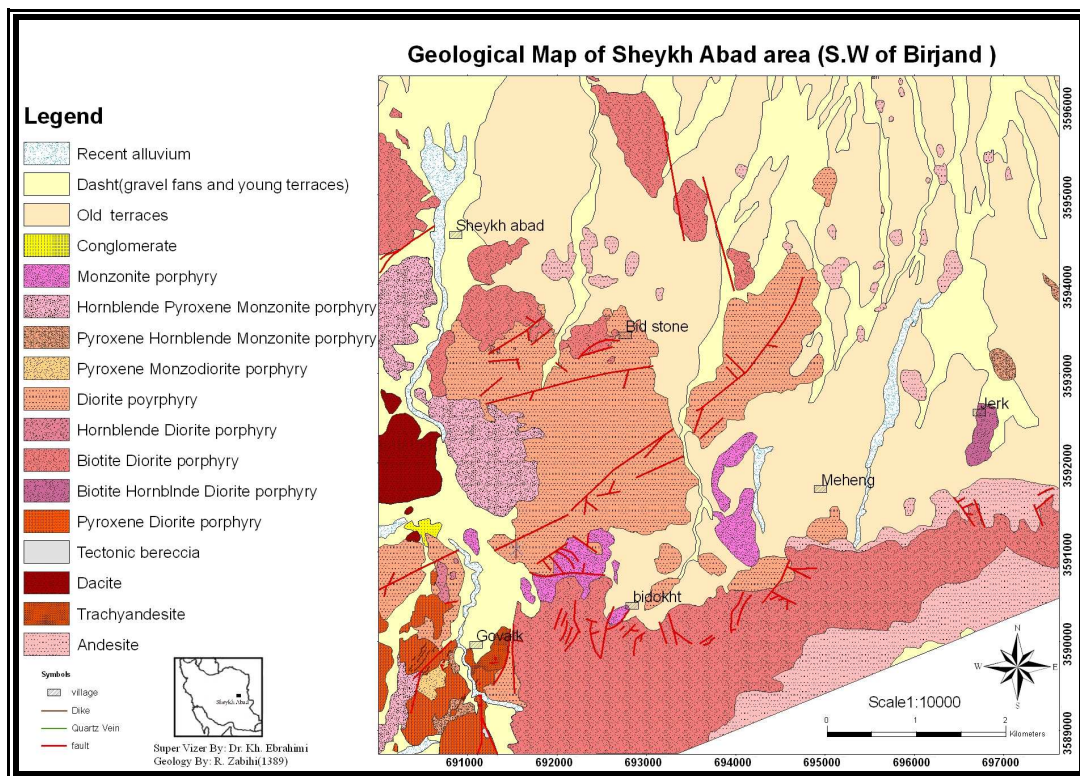 Geological Map of Sheykh Abad area (S.W of Birjand )
Legend
Recent alluvium
Dasht(gravel fans and young terraces)
Old terraces
Conglomerate
Monzonite porphyry
Hornblende Pyroxene Monzonite porphyry
Pyroxene Hornblende Monzonite porphyry
Pyroxene Monzodiorite porphyry
Diorite poyrphyry
Hornblende Diorite porphyry
Biotite Diorite porphyry
Biotite Hornblnde Diorite porphyry
Pyroxene Diorite porphyry
Tectonic bereccia
Dacite
Trachyandesite
Andesite
Symbols
village
Dike
Quartz Vein
fault
Sheykh Abad
Super Vizer By: Dr. Kh. Ebrahimi
Geology By: R. Zabihi(1389)
Sheykh abad
Bid stone
Jerk
Meheng
bidokht
Govatk
N
W
E
S
Scale1:10000
0 1 2
Kilometers
691000 692000 693000 694000 695000 696000 697000
3596000
3595000
3594000
3593000
3592000
3591000
3590000
3589000